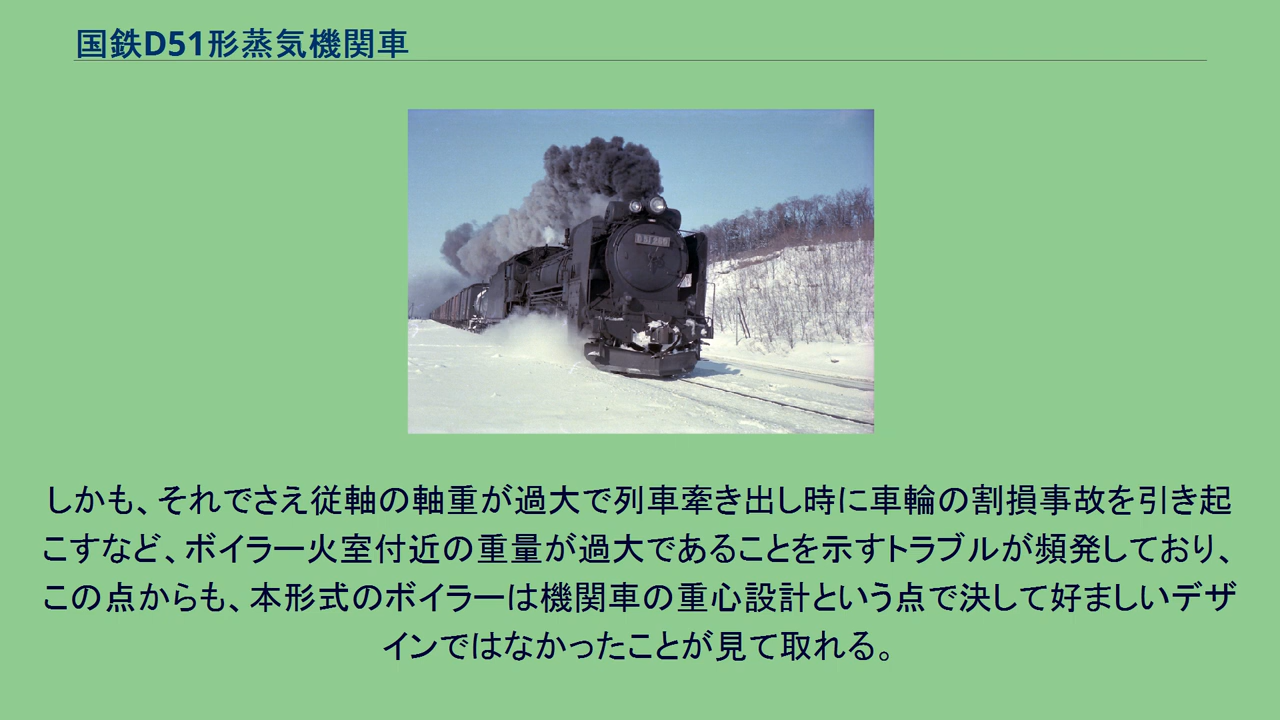 国鉄D51形蒸気機関車
しかも、それでさえ従軸の軸重が過大で列車牽き出し時に車輪の割損事故を引き起
こすなど、ボイラー火室付近の重量が過大であることを示すトラブルが頻発しており、
この点からも、本形式のボイラーは機関車の重心設計という点で決して好ましいデザ
インではなかったことが見て取れる。